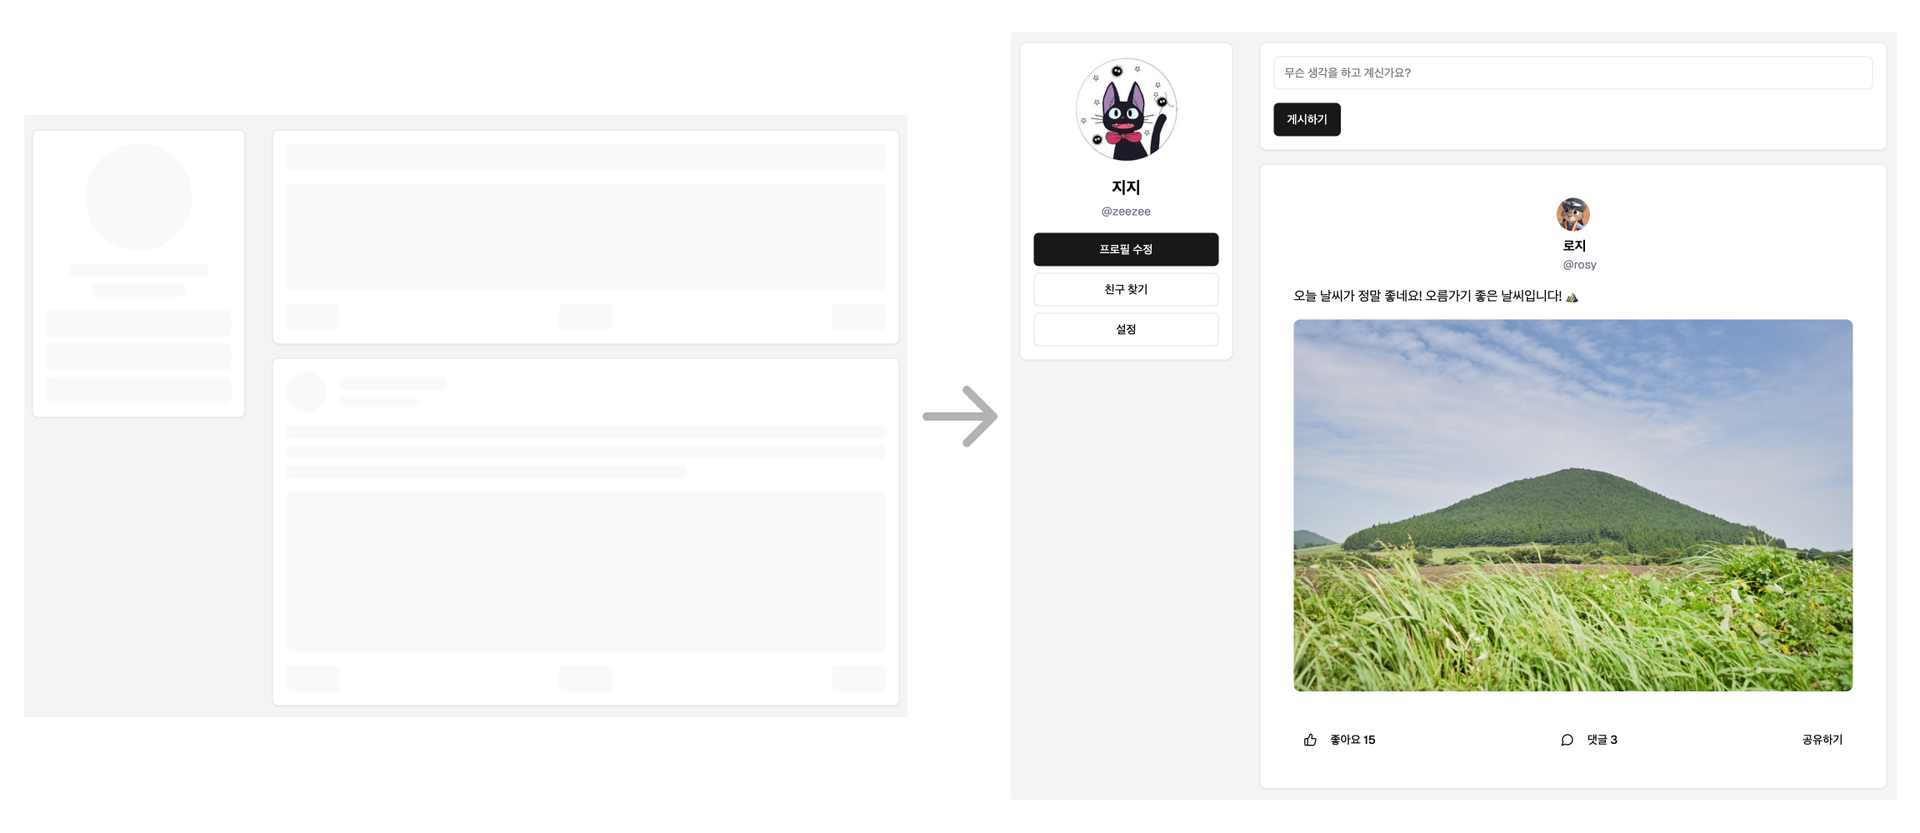 지지
@zeezee
프로필 수정
친구 찾기
설정
무슨 생각을 하고 계신가요?
게시하기
로지
@rosy
오늘 날씨가 정말 좋네요! 오름가기 좋은 날씨입니다! ⛰️
좋아요 15
댓글 3
공유하기